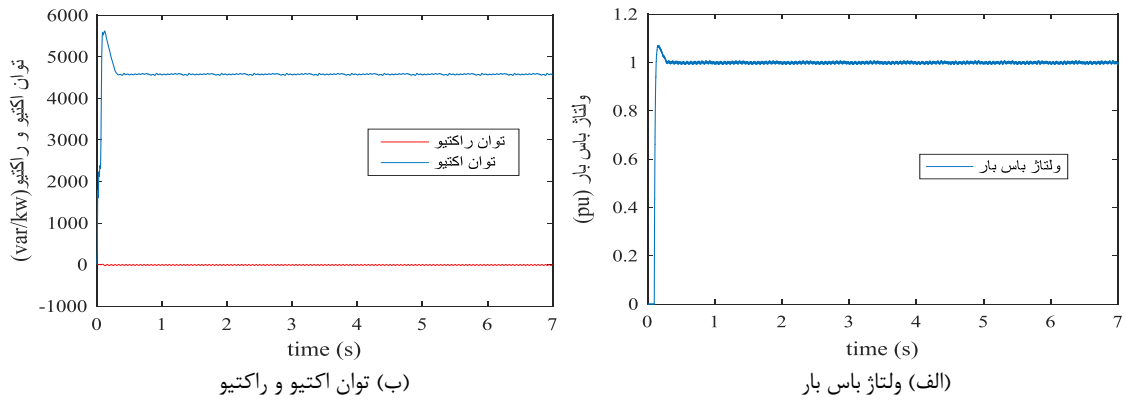 توان اکتیو و راکتیو(var/kw)
6000
5000
4000
3000
2000
1000
0
-1000
توان راکتیو
توان اکتیو
0 1 2 3 4 5 6 7
time (s)
(ب) توان اکتیو و راکتیو
ولتاژ باس بار (pu)
1.2
1
0.8
0.6
0.4
0.2
0
ولتاژ باس بار
0 1 2 3 4 5 6 7
time (s)
(الف) ولتاژ باس بار